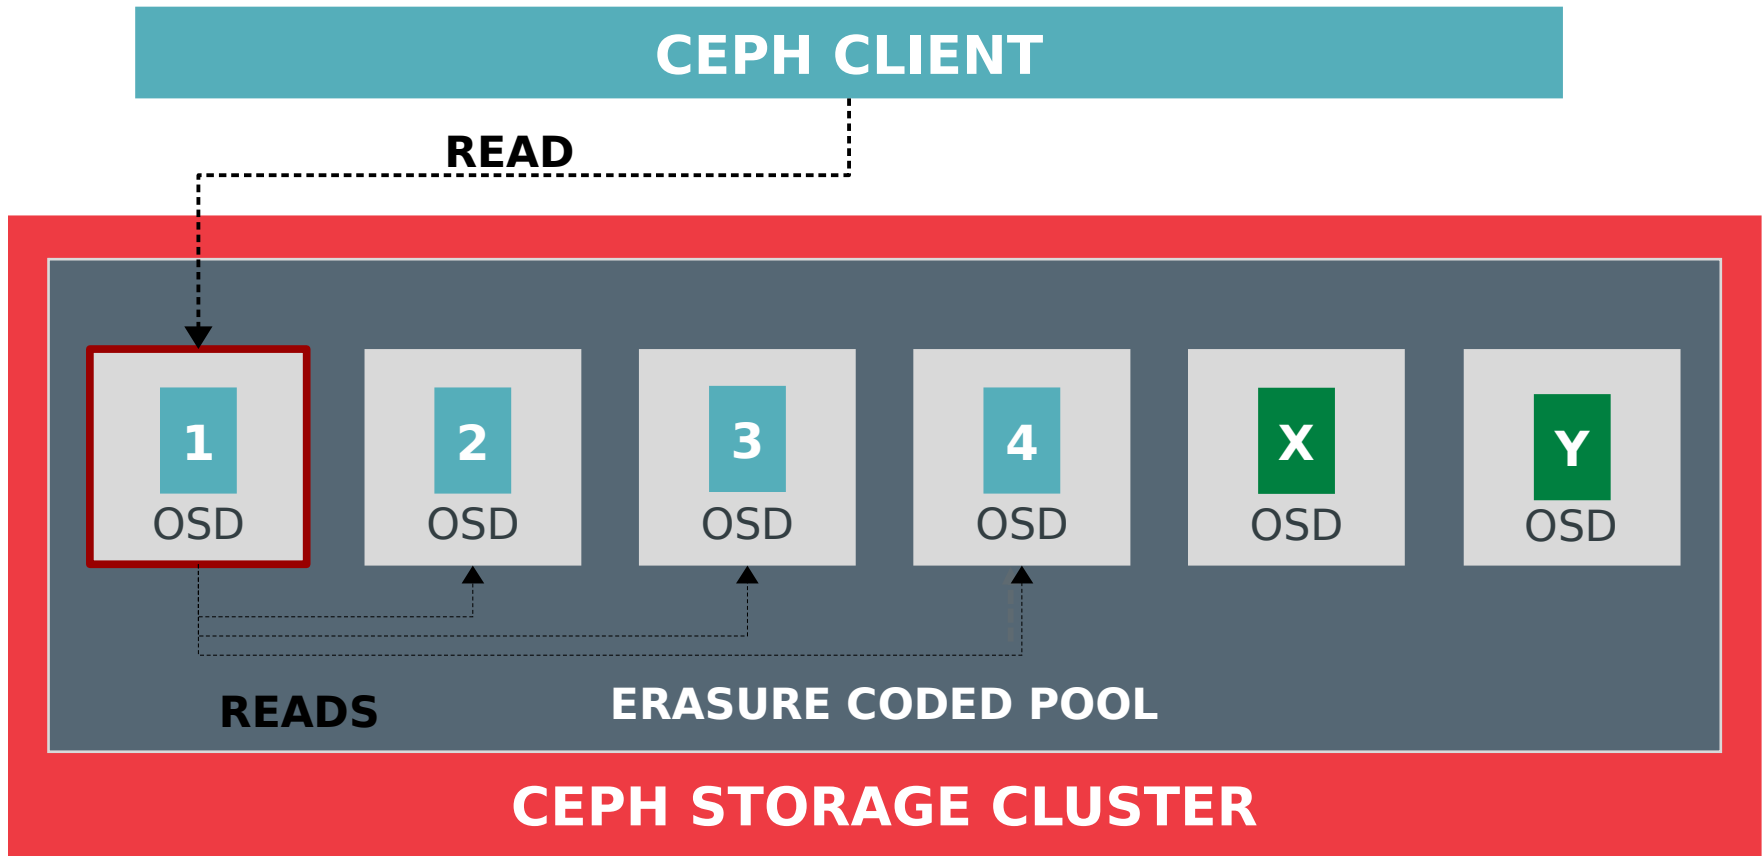 CEPH CLIENT
READ
1
OSD
2
OSD
3
OSD
4
OSD
X
OSD
Y
OSD
READS
ERASURE CODED POOL
CEPH STORAGE CLUSTER